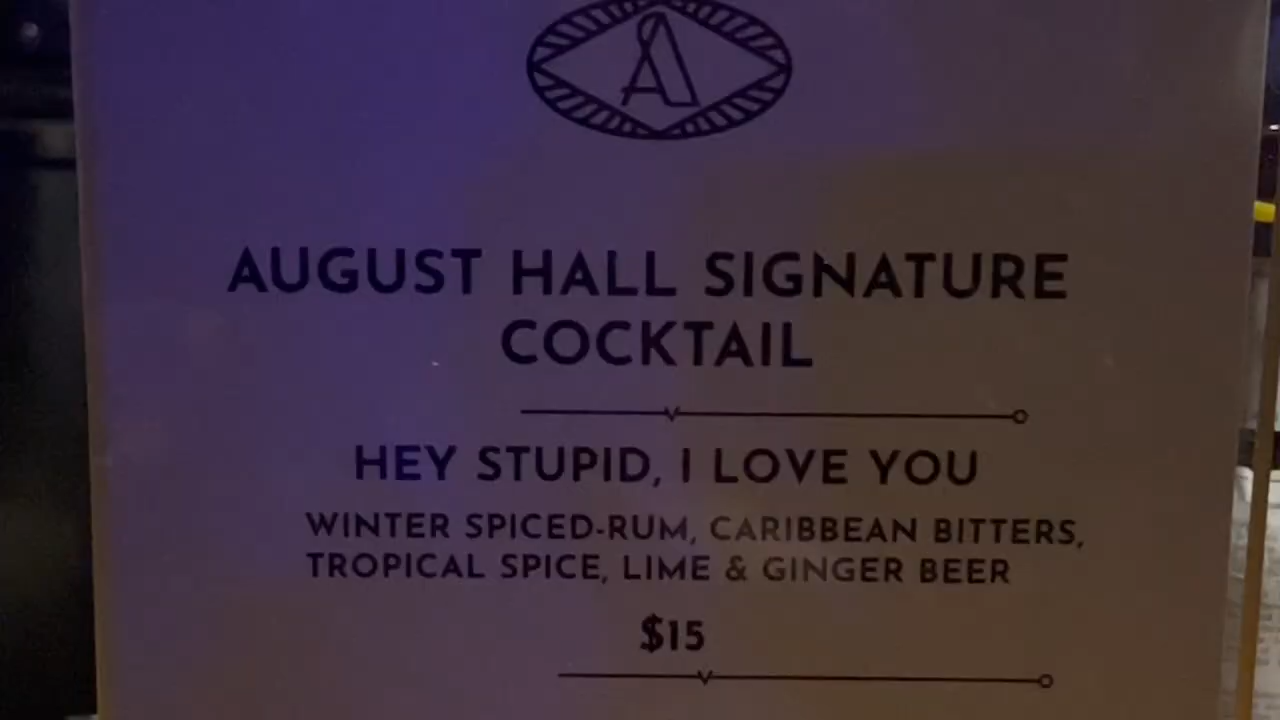 A
AUGUST HALL SIGNATURE
COCKTAIL
HEY STUPID, I LOVE YOU
WINTER SPICED-RUM, CARIBBEAN BITTERS,
TROPICAL SPICE, LIME & GINGER BEER
$15